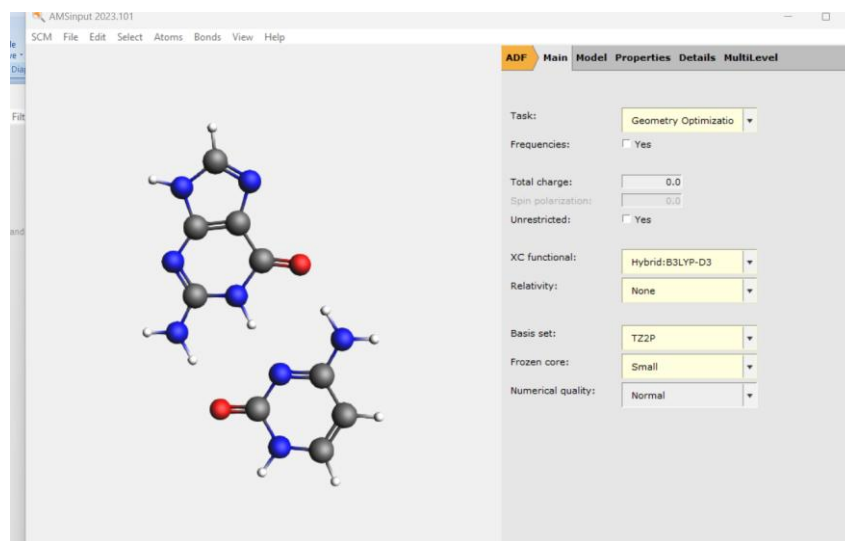 AMSinput 2023.101
SCM File Edit Select Atoms Bonds View Help
ADF Main Model Properties Details MultiLevel
Task: Geometry Optimizatio
Frequencies: Yes
Total charge: 0.0
Spin polarization: 0.0
Unrestricted: Yes
XC functional: Hybrid:B3LYP-D3
Relativity: None
Basis set: TZ2P
Frozen core: Small
Numerical quality: Normal
Filt
and